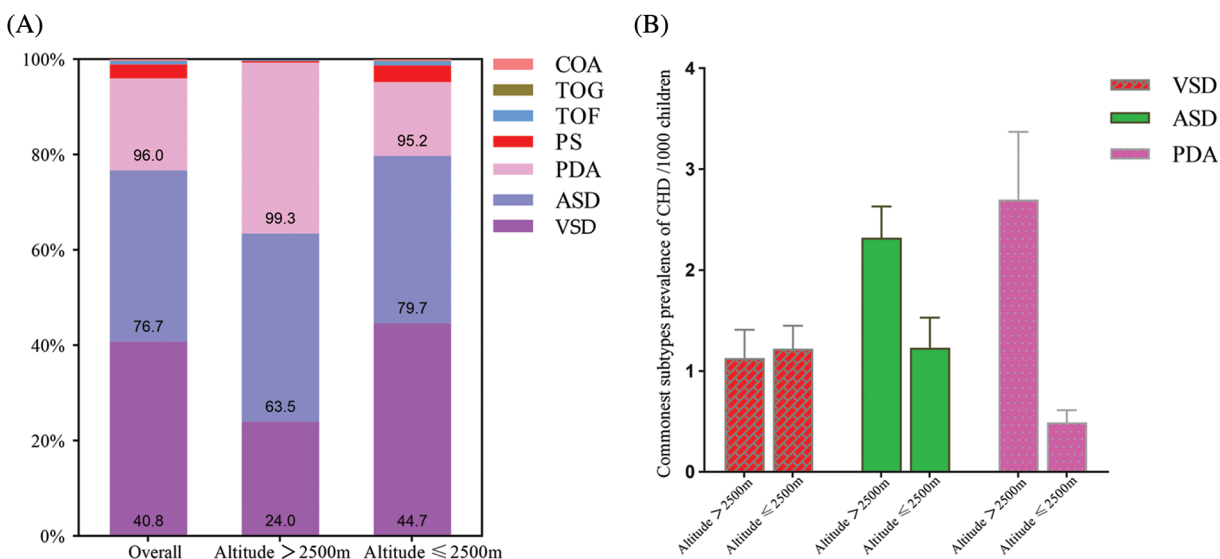 (A)
100%
80%
60%
40%
20%
0%
96.0
76.7
40.8
99.3
63.5
24.0
95.2
79.7
44.7
Overall
Altitude >2500m
Altitude ≤2500m
COA
TOG
TOF
PS
PDA
ASD
VSD
(B)
Commonest subtypes prevalence of CHD /1000 children
4
3
2
1
0
Altitude >2500m
Altitude ≤2500m
Altitude >2500m
Altitude ≤2500m
Altitude >2500m
Altitude ≤2500m
VSD
ASD
PDA